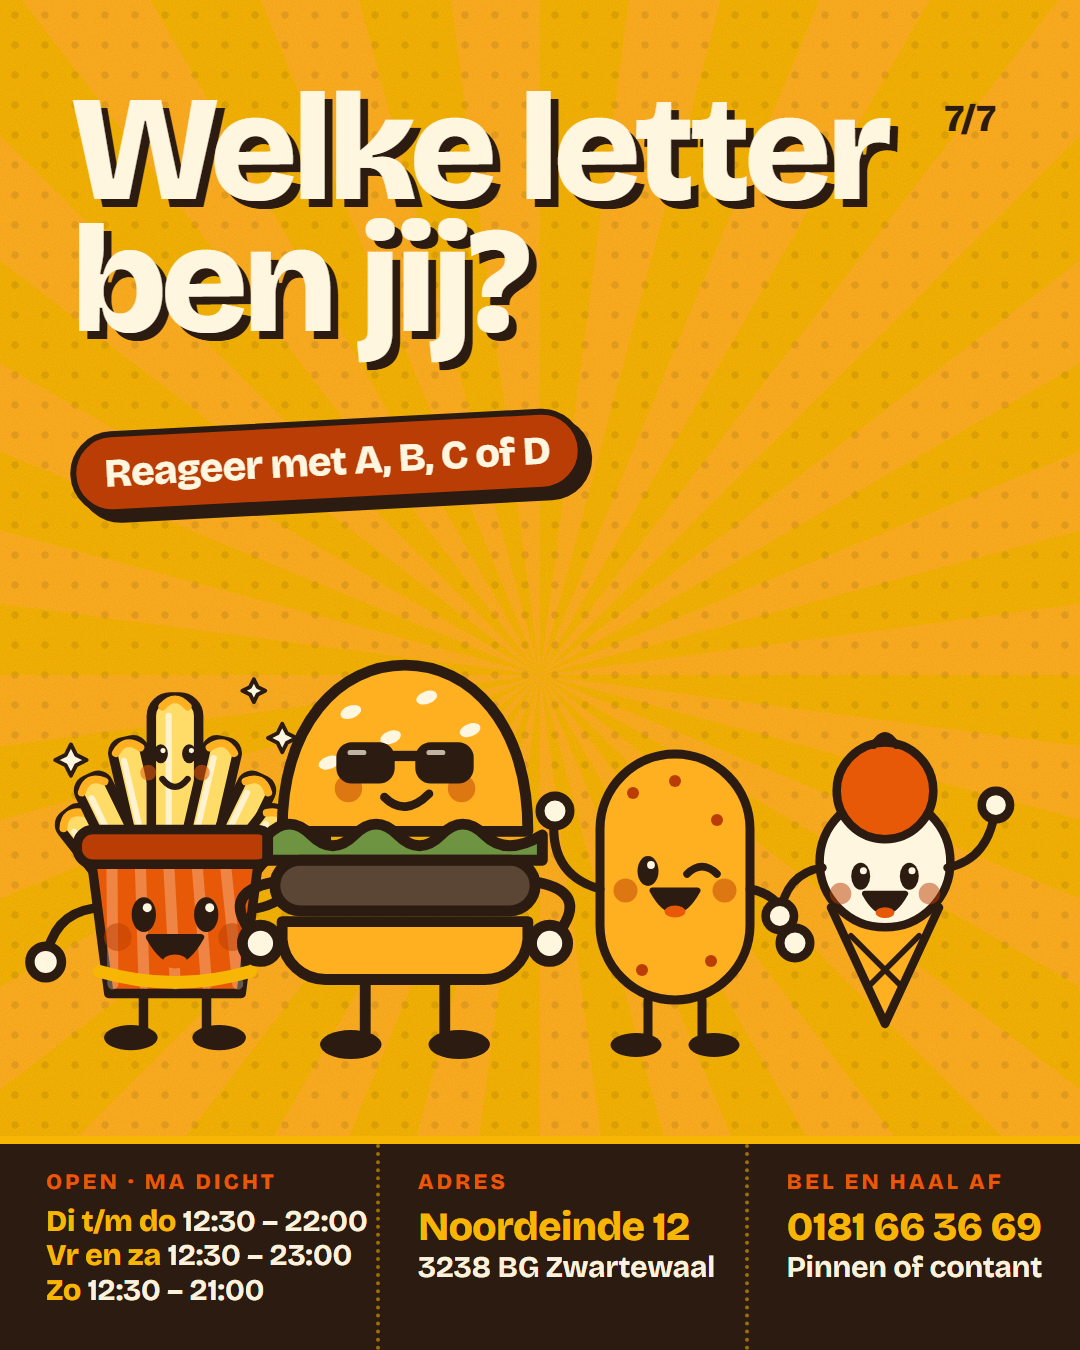 Welke letter
7/7
ben jij?
Reageer met A, B, C of D
OPEN · MA DICHT
Di t/m do 12:30 – 22:00
Vr en za 12:30 – 23:00
Zo 12:30 – 21:00
ADRES
Noordeinde 12
3238 BG Zwartewaal
BEL EN HAAL AF
0181 66 36 69
Pinnen of contant